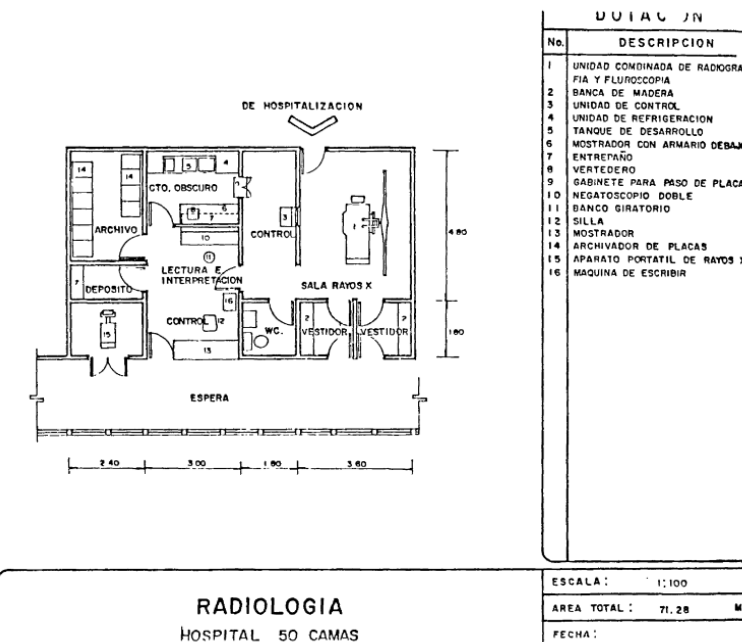 DE HOSPITALIZACION
14
14
5
4
CTO. OBSCURO
8
6
7
ARCHIVO
10
CONTROL
3
1
11
LECTURA E
INTERPRETACION
7
DEPOSITO
SALA RAYOS X
16
15
CONTROL
12
WC.
2
VESTIDOR
VESTIDOR
2
13
ESPERA
2.40
3.00
1.80
3.60
4.80
1.80
No.
DESCRIPCION
1 UNIDAD COMBINADA DE RADIOGRA
FIA Y FLUROSCOPIA
2 BANCA DE MADERA
3 UNIDAD DE CONTROL
4 UNIDAD DE REFRIGERACION
5 TANQUE DE DESARROLLO
6 MOSTRADOR CON ARMARIO DEBAJ
7 ENTREPAÑO
8 VERTEDERO
9 GABINETE PARA PASO DE PLACA
10 NEGATOSCOPIO DOBLE
11 BANCO GIRATORIO
12 SILLA
13 MOSTRADOR
14 ARCHIVADOR DE PLACAS
15 APARATO PORTATIL DE RAYOS X
16 MAQUINA DE ESCRIBIR
RADIOLOGIA
HOSPITAL 50 CAMAS
ESCALA: 1:100
AREA TOTAL: 71.28 M
FECHA: